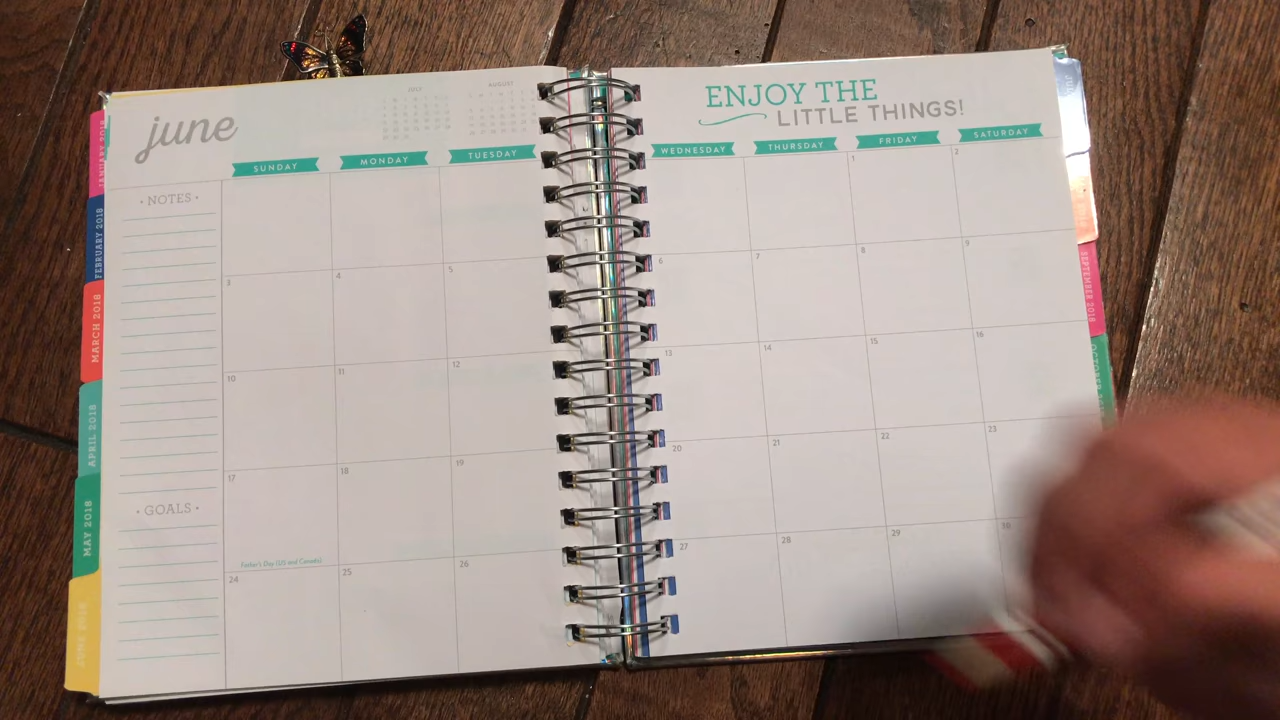 june
JULY
AUGUST
ENJOY THE
LITTLE THINGS!
SUNDAY
MONDAY
TUESDAY
WEDNESDAY
THURSDAY
FRIDAY
SATURDAY
• NOTES •
1
2
3
4
5
6
7
8
9
10
11
12
13
14
15
16
17
18
19
20
21
22
23
• GOALS •
Father's Day (US and Canada)
24
25
26
27
28
29
30
JANUARY 2018
FEBRUARY 2018
MARCH 2018
APRIL 2018
MAY 2018
JUNE 2018
SEPTEMBER 2018